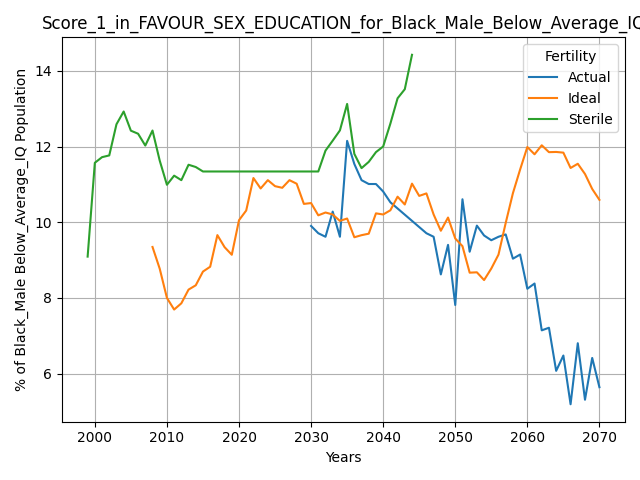 Score_1_in_FAVOUR_SEX_EDUCATION_for_Black_Male_Below_Average_IQ
% of Black_Male Below_Average_IQ Population
14
12
10
8
6
Fertility
Actual
Ideal
Sterile
2000 2010 2020 2030 2040 2050 2060 2070
Years